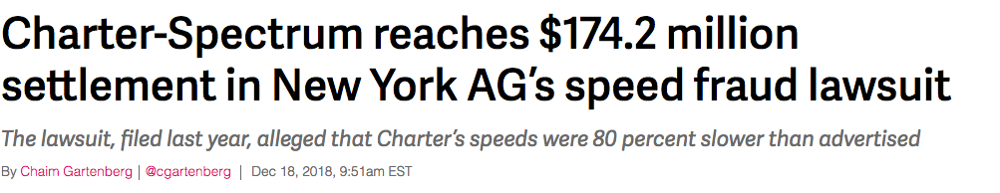 Charter-Spectrum reaches $174.2 million
settlement in New York AG’s speed fraud lawsuit
The lawsuit, filed last year, alleged that Charter’s speeds were 80 percent slower than advertised
By Chaim Gartenberg | @cgartenberg | Dec 18, 2018, 9:51am EST